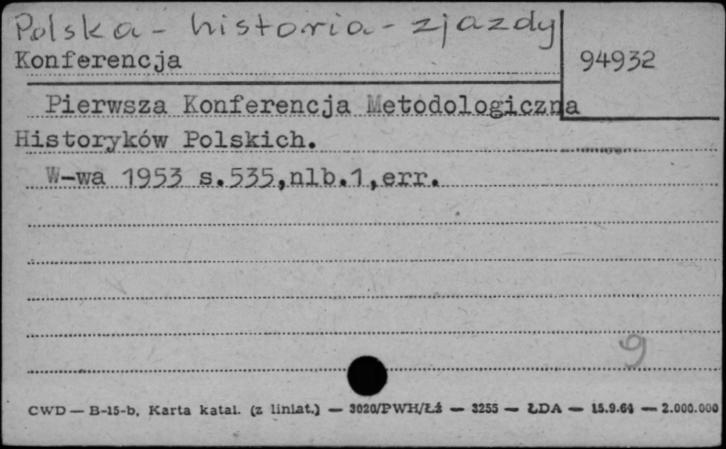 Polska - historia - zjazdy
Konferencja
94932
Pierwsza Konferencja Metodologiczna
Historyków Polskich.
W-wa 1953 s.535,nlb.1,err.
9
CWD — B-15-b, Karta katal. (z liniat.) — 3020/PWH/Łź — 3255 — ŁDA — 15.9.64 — 2.000.000